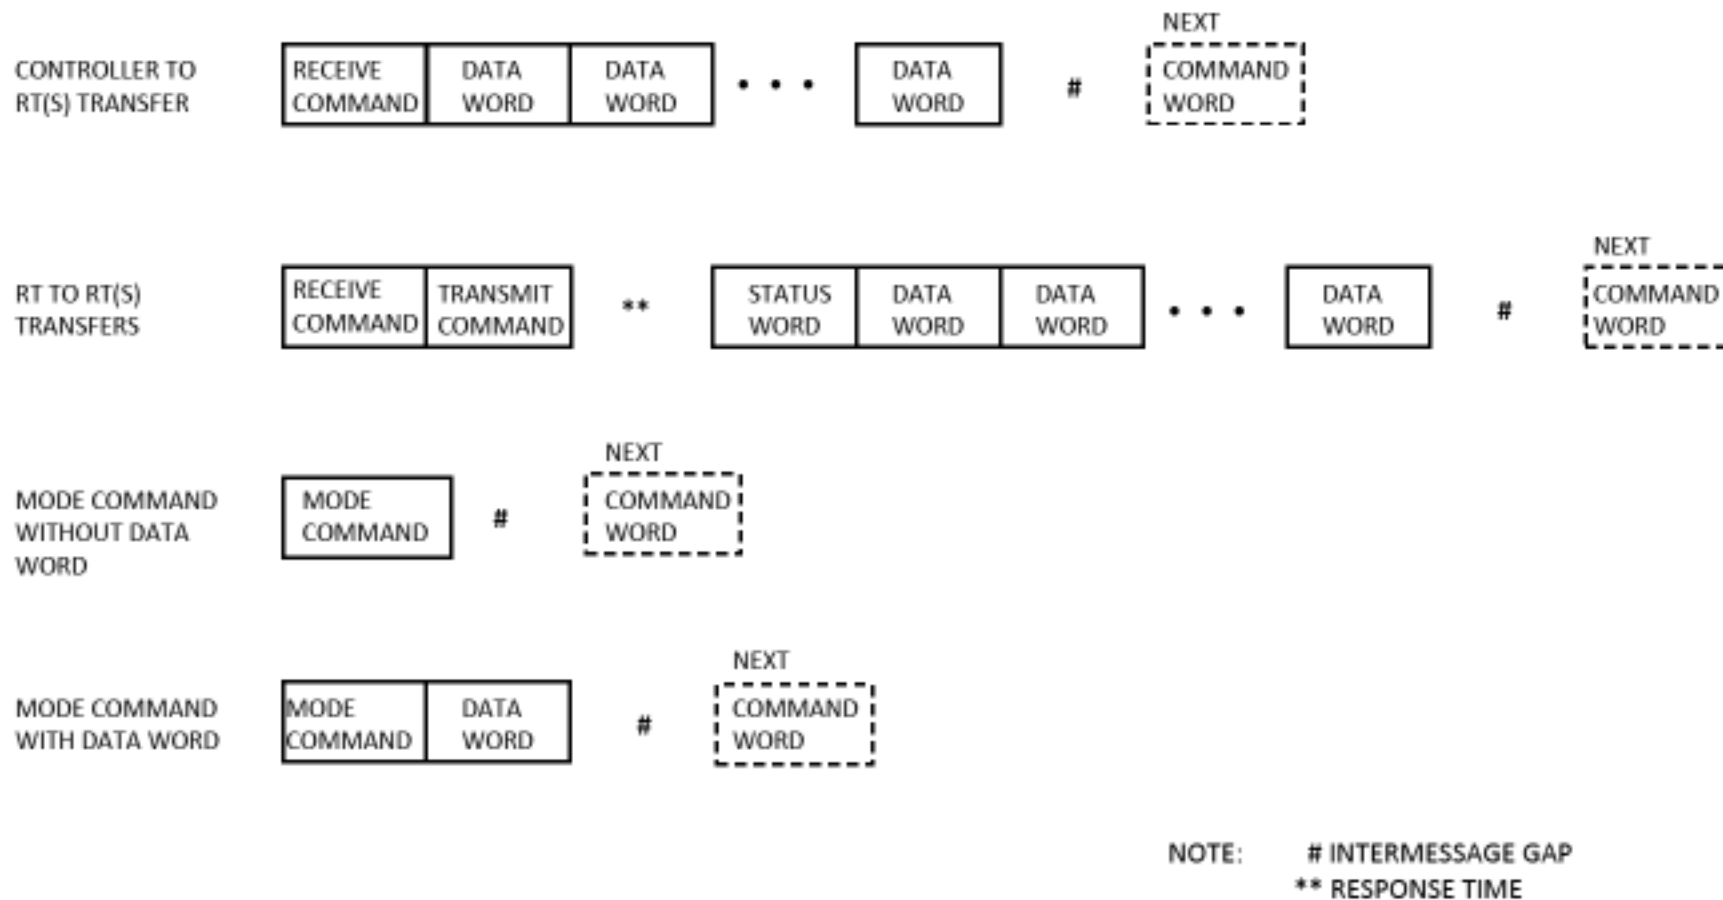 NEXT
CONTROLLER TO
RT(S) TRANSFER
RECEIVE
COMMAND
DATA
WORD
DATA
WORD
• • •
DATA
WORD
#
COMMAND
WORD
NEXT
RT TO RT(S)
TRANSFERS
RECEIVE
COMMAND
TRANSMIT
COMMAND
**
STATUS
WORD
DATA
WORD
DATA
WORD
• • •
DATA
WORD
#
COMMAND
WORD
NEXT
MODE COMMAND
WITHOUT DATA
WORD
MODE
COMMAND
#
COMMAND
WORD
NEXT
MODE COMMAND
WITH DATA WORD
MODE
COMMAND
DATA
WORD
#
COMMAND
WORD
NOTE: # INTERMESSAGE GAP
** RESPONSE TIME